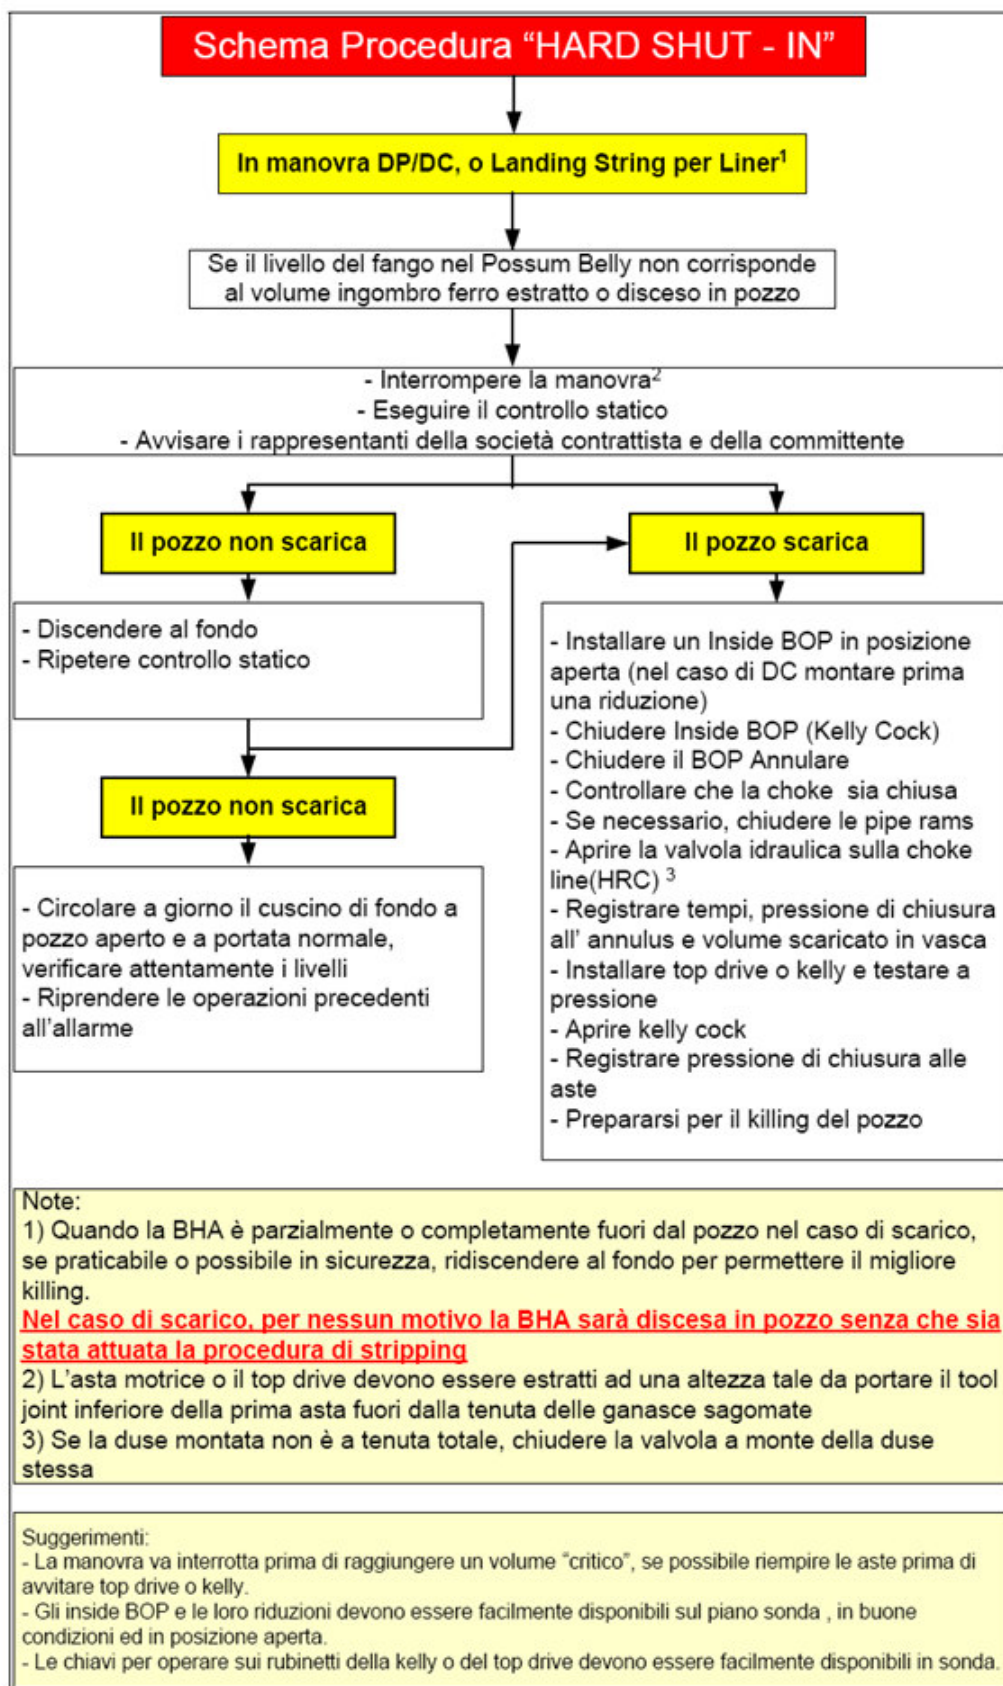 Schema Procedura “HARD SHUT - IN”
In manovra DP/DC, o Landing String per Liner¹
Se il livello del fango nel Possum Belly non corrisponde
al volume ingombro ferro estratto o disceso in pozzo
- Interrompere la manovra²
- Eseguire il controllo statico
- Avvisare i rappresentanti della società contrattista e della committente
Il pozzo non scarica
Il pozzo scarica
- Discendere al fondo
- Ripetere controllo statico
Il pozzo non scarica
- Circolare a giorno il cuscino di fondo a
pozzo aperto e a portata normale,
verificare attentamente i livelli
- Riprendere le operazioni precedenti
all’allarme
- Installare un Inside BOP in posizione
aperta (nel caso di DC montare prima
una riduzione)
- Chiudere Inside BOP (Kelly Cock)
- Chiudere il BOP Annulare
- Controllare che la choke sia chiusa
- Se necessario, chiudere le pipe rams
- Aprire la valvola idraulica sulla choke
line(HRC) ³
- Registrare tempi, pressione di chiusura
all’ annulus e volume scaricato in vasca
- Installare top drive o kelly e testare a
pressione
- Aprire kelly cock
- Registrare pressione di chiusura alle
aste
- Prepararsi per il killing del pozzo
Note:
1) Quando la BHA è parzialmente o completamente fuori dal pozzo nel caso di scarico,
se praticabile o possibile in sicurezza, ridiscendere al fondo per permettere il migliore
killing.
Nel caso di scarico, per nessun motivo la BHA sarà discesa in pozzo senza che sia
stata attuata la procedura di stripping
2) L’asta motrice o il top drive devono essere estratti ad una altezza tale da portare il tool
joint inferiore della prima asta fuori dalla tenuta delle ganasce sagomate
3) Se la duse montata non è a tenuta totale, chiudere la valvola a monte della duse
stessa
Suggerimenti:
- La manovra va interrotta prima di raggiungere un volume “critico”, se possibile riempire le aste prima di
avvitare top drive o kelly.
- Gli inside BOP e le loro riduzioni devono essere facilmente disponibili sul piano sonda , in buone
condizioni ed in posizione aperta.
- Le chiavi per operare sui rubinetti della kelly o del top drive devono essere facilmente disponibili in sonda.